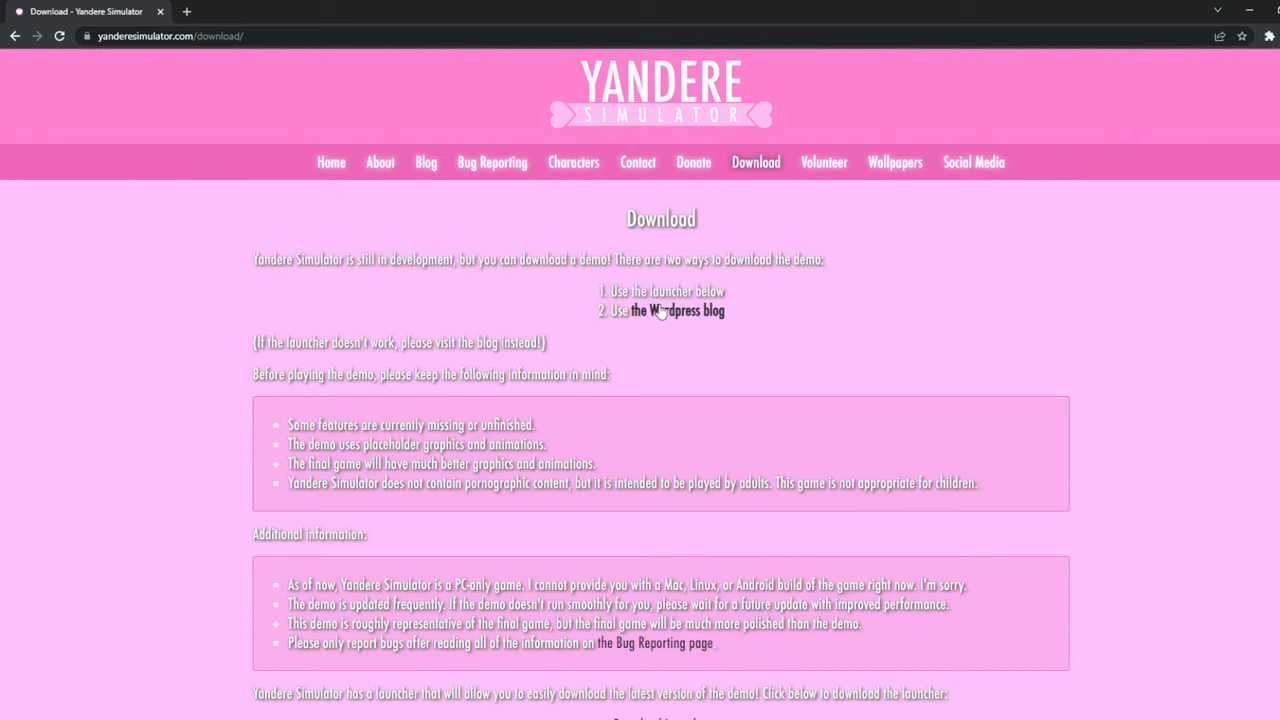 Download - Yandere Simulator
yanderesimulator.com/download/
YANDERE
SIMULATOR
Home About Blog Bug Reporting Characters Contact Donate Download Volunteer Wallpapers Social Media
Download
Yandere Simulator is still in development, but you can download a demo! There are two ways to download the demo:
1. Use the launcher below
2. Use the Wordpress blog
(If the launcher doesn't work, please visit the blog instead!)
Before playing the demo, please keep the following information in mind:
Some features are currently missing or unfinished.
The demo uses placeholder graphics and animations.
The final game will have much better graphics and animations.
Yandere Simulator does not contain pornographic content, but it is intended to be played by adults. This game is not appropriate for children.
Additional information:
As of now, Yandere Simulator is a PC-only game. I cannot provide you with a Mac, Linux, or Android build of the game right now. I'm sorry.
The demo is updated frequently. If the demo doesn't run smoothly for you, please wait for a future update with improved performance.
This demo is roughly representative of the final game, but the final game will be much more polished than the demo.
Please only report bugs after reading all of the information on the Bug Reporting page.
Yandere Simulator has a launcher that will allow you to easily download the latest version of the demo! Click below to download the launcher: